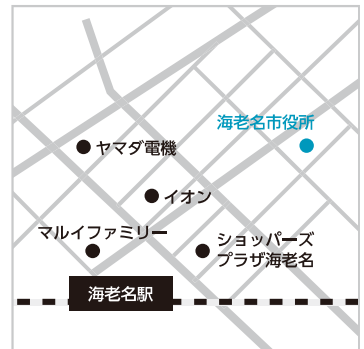 海老名市役所
ヤマダ電機
イオン
マルイファミリー
ショッパーズ
プラザ海老名
海老名駅